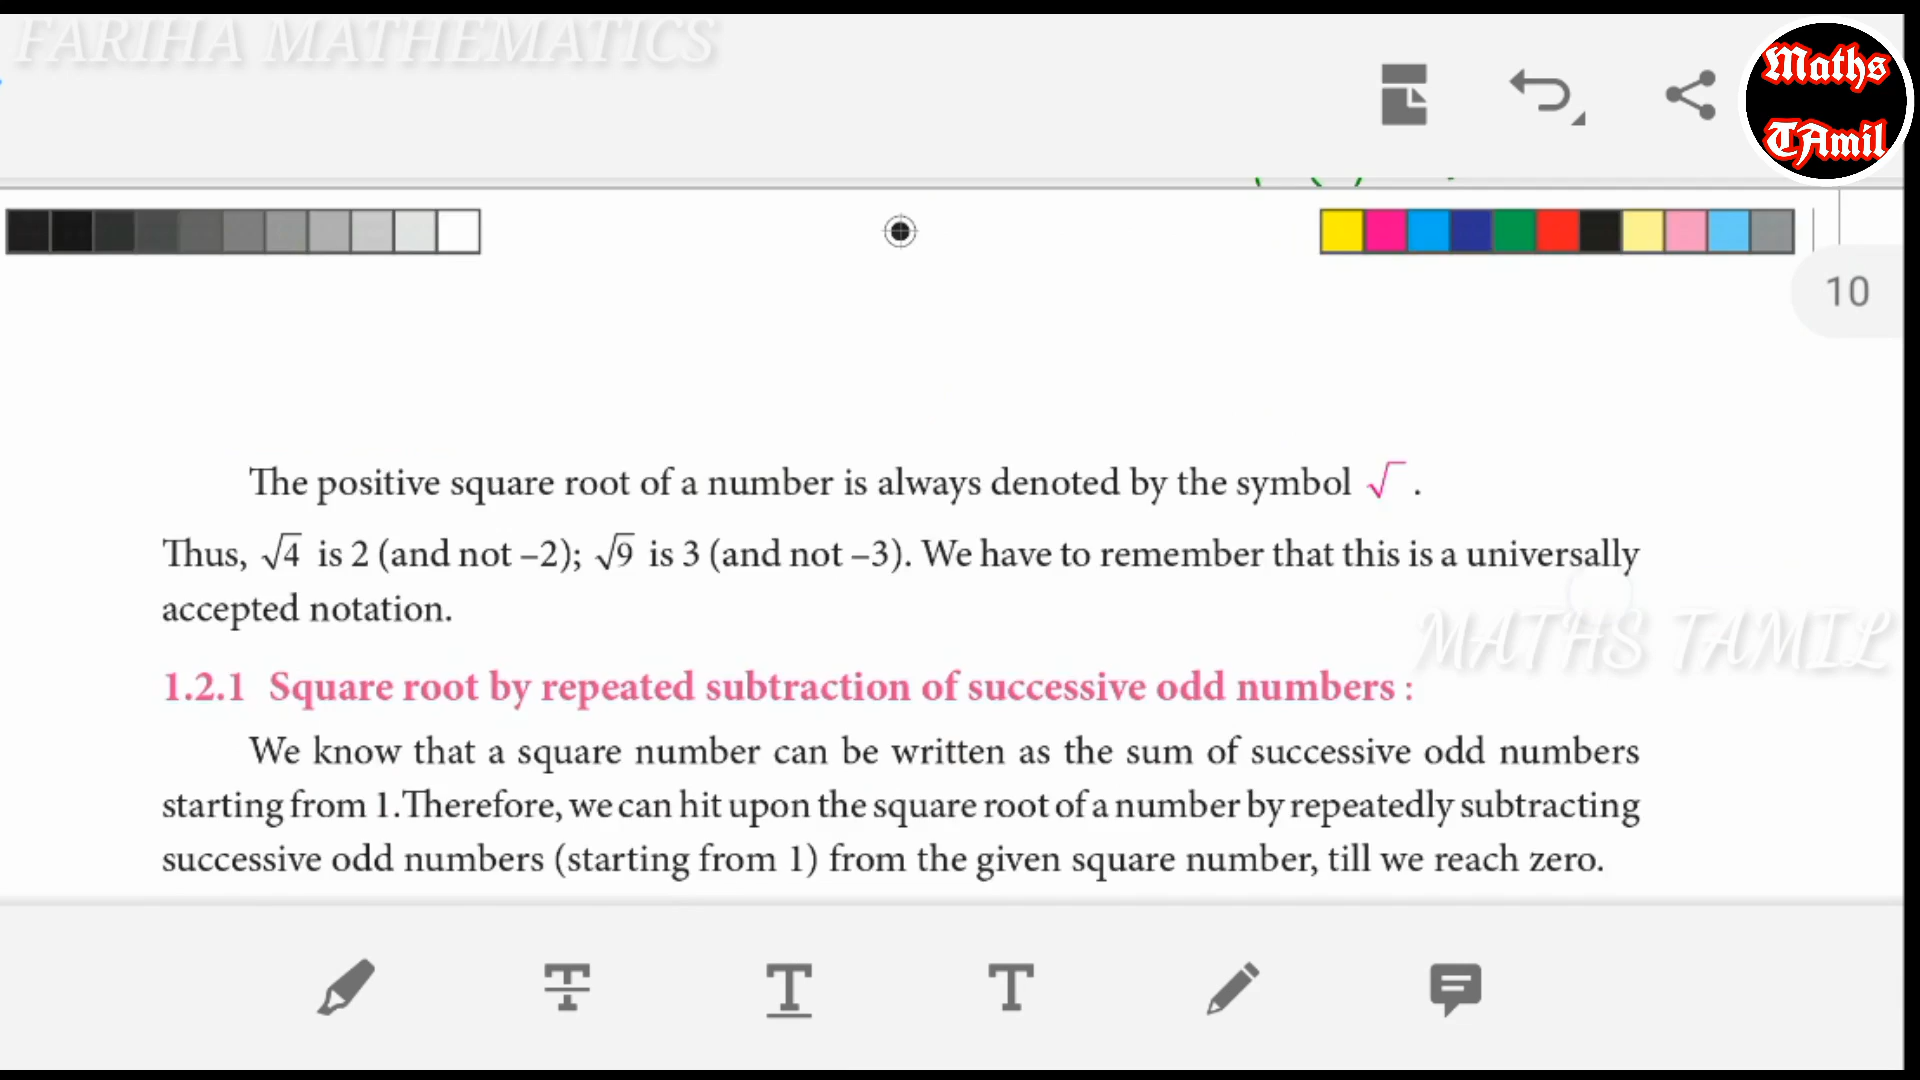 FARIHA MATHEMATICS
Maths
TAmil
10
The positive square root of a number is always denoted by the symbol √ .
Thus, √4 is 2 (and not –2); √9 is 3 (and not –3). We have to remember that this is a universally
accepted notation.
MATHS TAMIL
1.2.1 Square root by repeated subtraction of successive odd numbers :
We know that a square number can be written as the sum of successive odd numbers
starting from 1.Therefore, we can hit upon the square root of a number by repeatedly subtracting
successive odd numbers (starting from 1) from the given square number, till we reach zero.
T T T